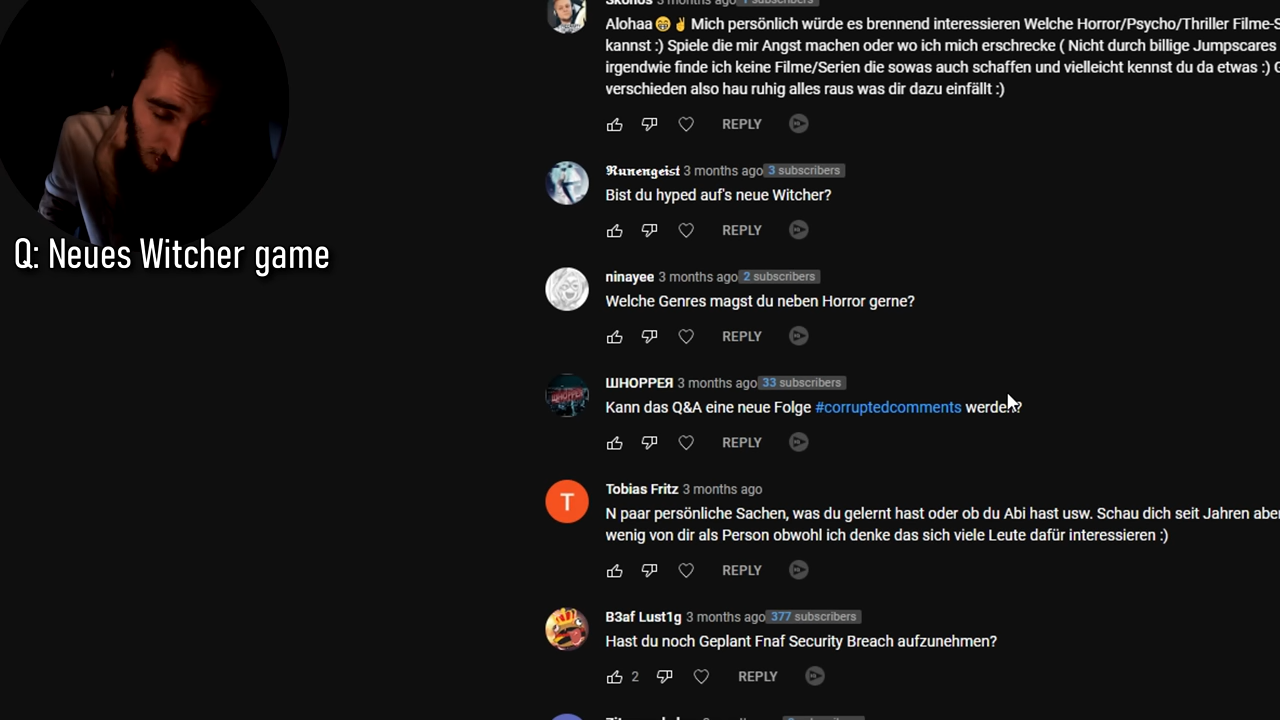 Skonos 3 months ago 1 subscribers
Alohaa😁✌ Mich persönlich würde es brennend interessieren Welche Horror/Psycho/Thriller Filme-S
kannst :) Spiele die mir Angst machen oder wo ich mich erschrecke ( Nicht durch billige Jumpscares
irgendwie finde ich keine Filme/Serien die sowas auch schaffen und vielleicht kennst du da etwas :) G
verschieden also hau ruhig alles raus was dir dazu einfällt :)
REPLY
𝕽𝖚𝖓𝖊𝖓𝖌𝖊𝖎𝖘𝖙 3 months ago 3 subscribers
Bist du hyped auf's neue Witcher?
REPLY
Q: Neues Witcher game
ninayee 3 months ago 2 subscribers
Welche Genres magst du neben Horror gerne?
REPLY
ШHOPPEЯ 3 months ago 33 subscribers
Kann das Q&A eine neue Folge #corruptedcomments werden?
REPLY
Tobias Fritz 3 months ago
N paar persönliche Sachen, was du gelernt hast oder ob du Abi hast usw. Schau dich seit Jahren aber
wenig von dir als Person obwohl ich denke das sich viele Leute dafür interessieren :)
REPLY
B3af Lust1g 3 months ago 377 subscribers
Hast du noch Geplant Fnaf Security Breach aufzunehmen?
2 REPLY